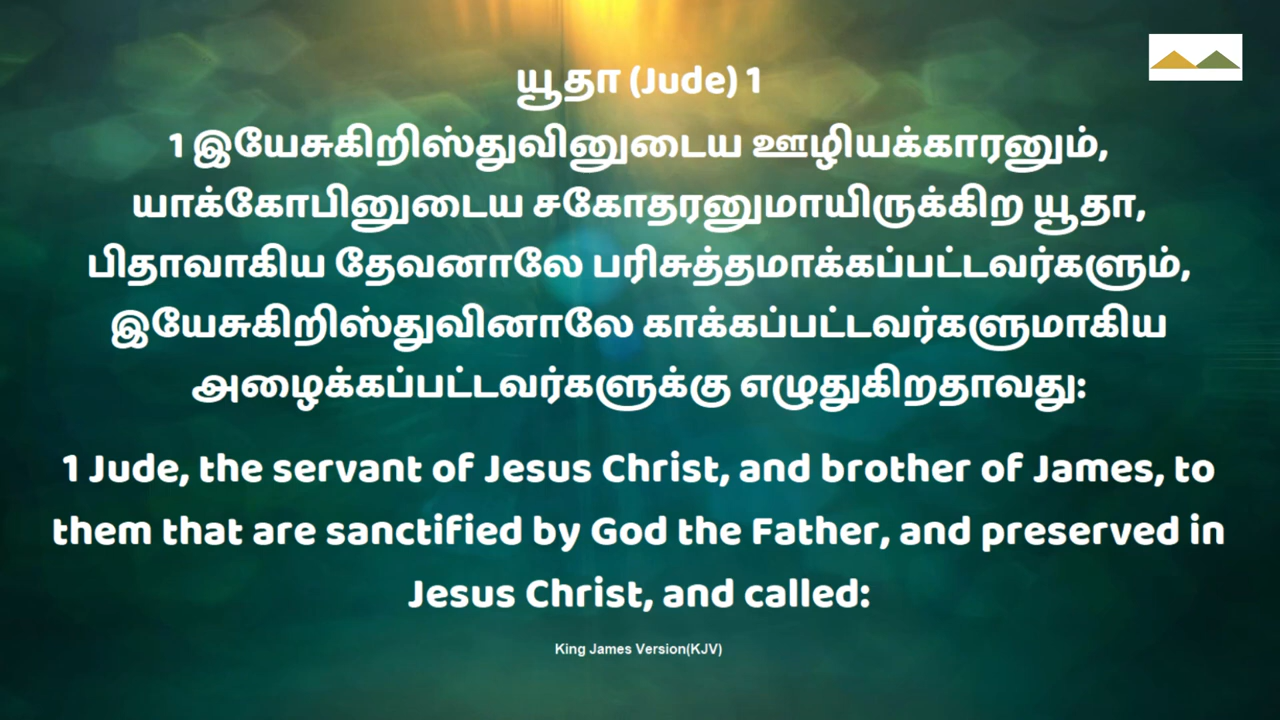 யூதா (Jude) 1
1 இயேசுகிறிஸ்துவினுடைய ஊழியக்காரனும்,
யாக்கோபினுடைய சகோதரனுமாயிருக்கிற யூதா,
பிதாவாகிய தேவனாலே பரிசுத்தமாக்கப்பட்டவர்களும்,
இயேசுகிறிஸ்துவினாலே காக்கப்பட்டவர்களுமாகிய
அழைக்கப்பட்டவர்களுக்கு எழுதுகிறதாவது:
1 Jude, the servant of Jesus Christ, and brother of James, to
them that are sanctified by God the Father, and preserved in
Jesus Christ, and called:
King James Version(KJV)